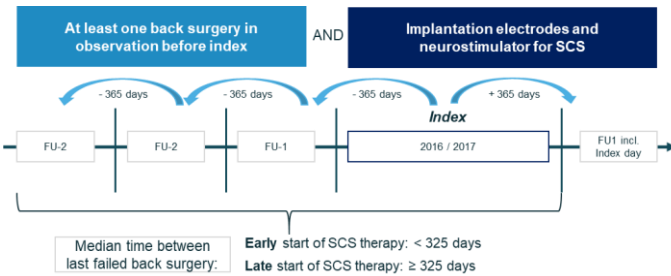 At least one back surgery in
observation before index
AND
Implantation electrodes and
neurostimulator for SCS
- 365 days
- 365 days
- 365 days
+ 365 days
Index
FU-2
FU-2
FU-1
2016 / 2017
FU1 incl.
Index day
Median time between
last failed back surgery:
Early start of SCS therapy: < 325 days
Late start of SCS therapy: ≥ 325 days